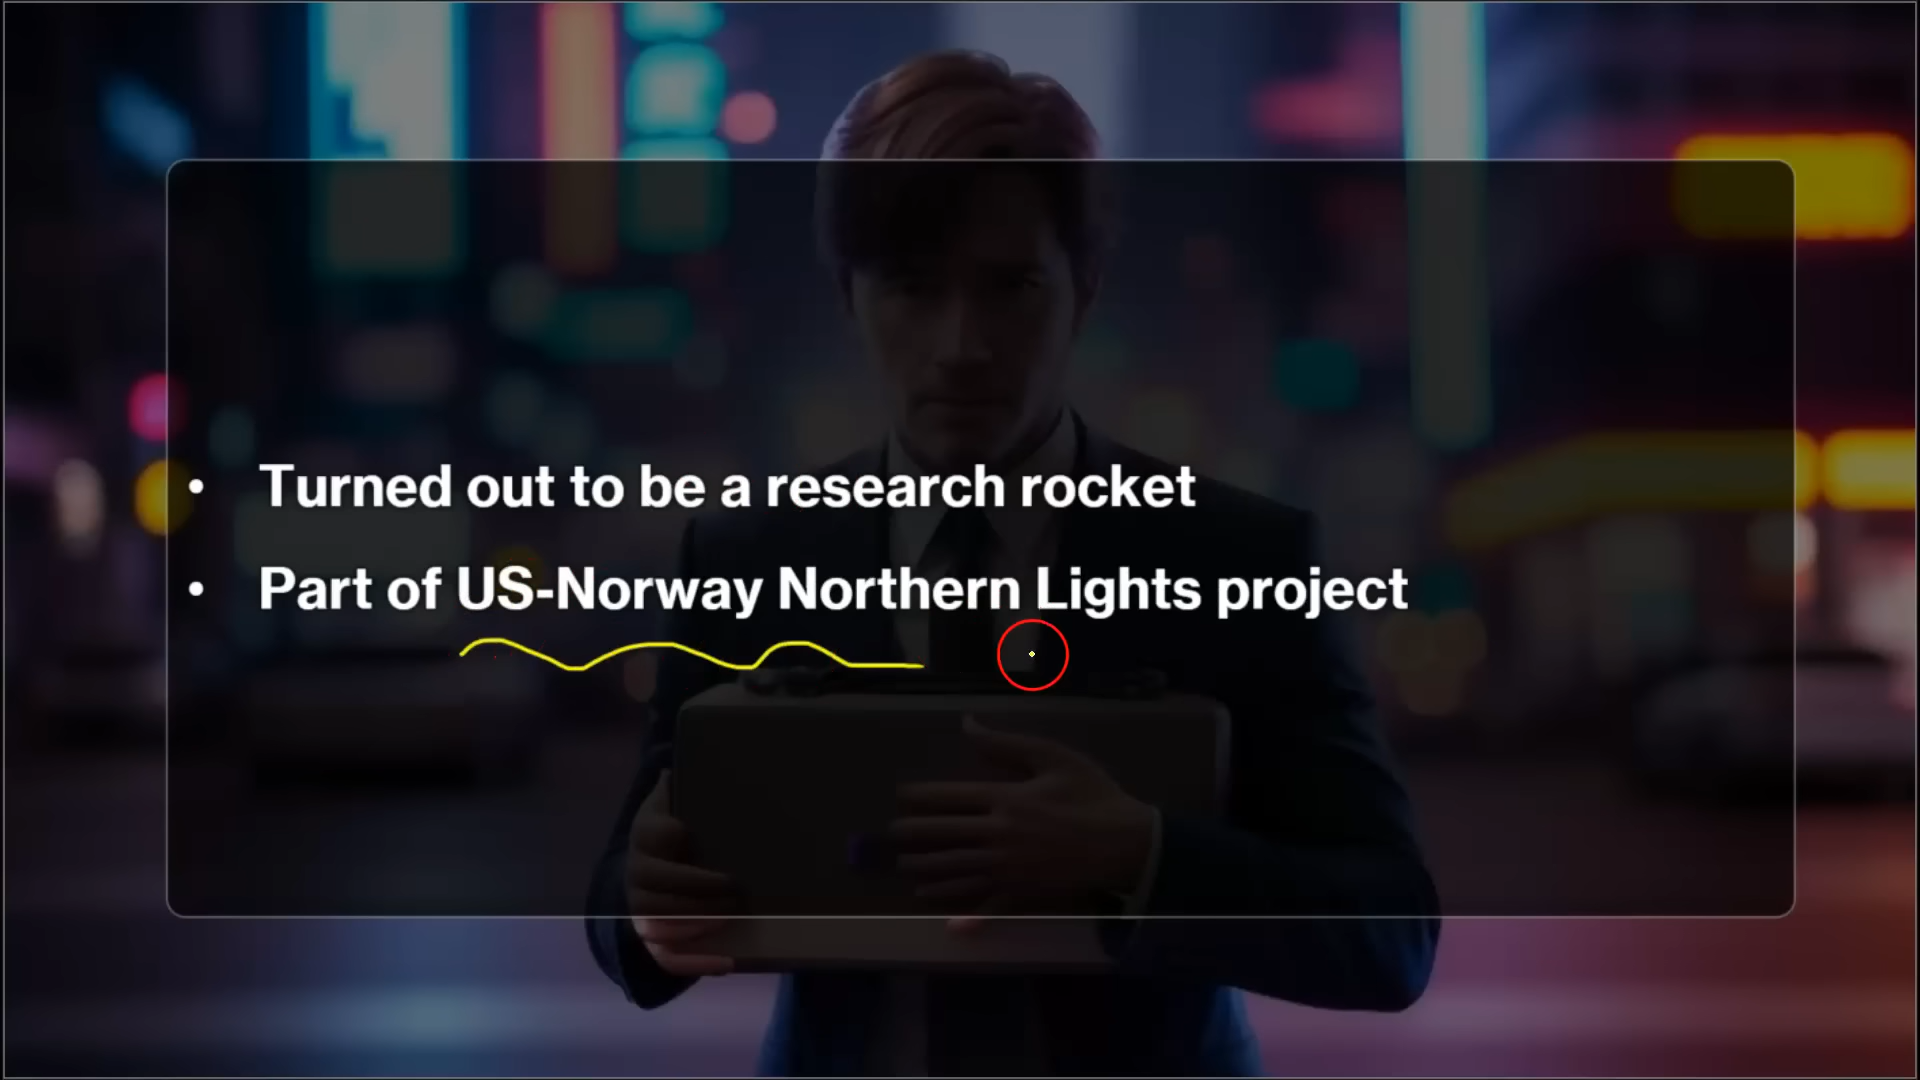 • Turned out to be a research rocket
• Part of US-Norway Northern Lights project